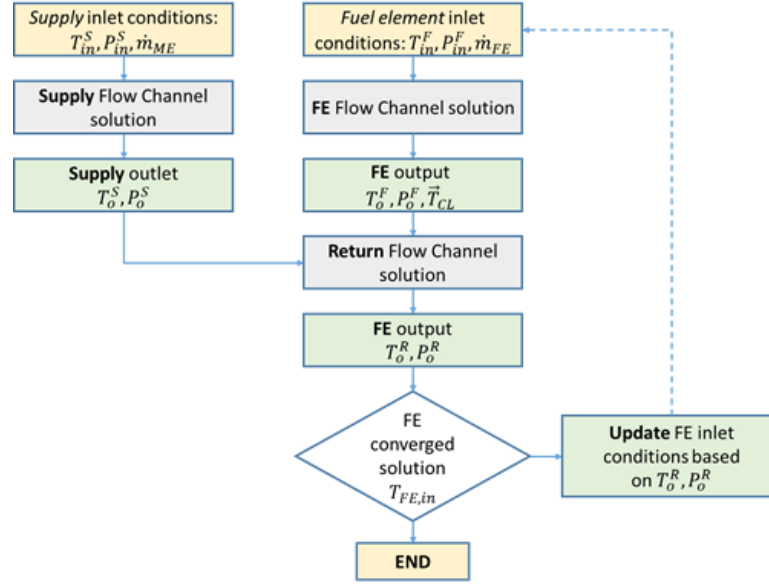 Supply inlet conditions:
T_in^S, P_in^S, ṁ_ME
Supply Flow Channel
solution
Supply outlet
T_o^S, P_o^S
Fuel element inlet
conditions: T_in^F, P_in^F, ṁ_FE
FE Flow Channel solution
FE output
T_o^F, P_o^F, T⃗_CL
Return Flow Channel
solution
FE output
T_o^R, P_o^R
FE
converged
solution
T_FE,in
Update FE inlet
conditions based
on T_o^R, P_o^R
END